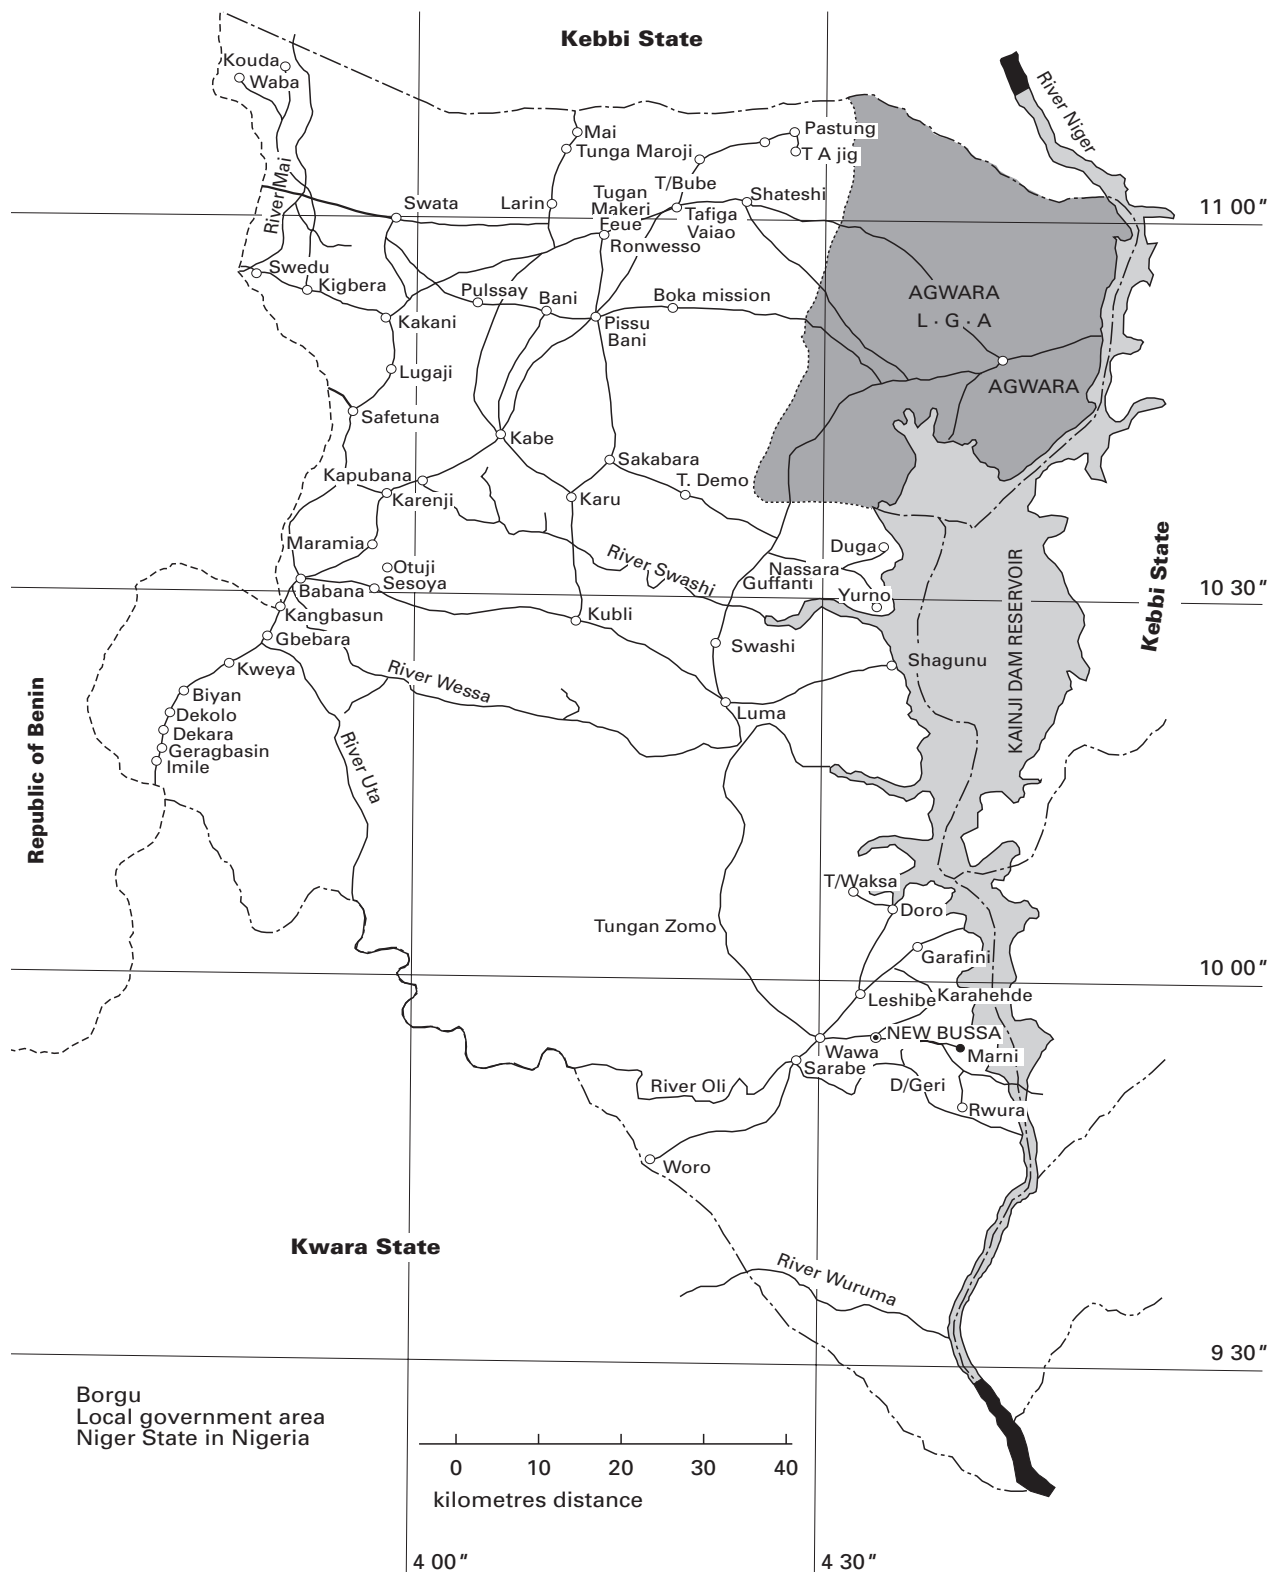 Kebbi State
Kouda
Waba
River Niger
Mai
Pastung
Tunga Maroji
T A jig
River Mai
T/Bube
Tugan
Makeri
Shateshi
Swata
Larin
Tafiga
Vaiao
Feue
Ronwesso
11 00"
Swedu
Kigbera
Pulssay
Bani
Boka mission
AGWARA
L · G · A
Kakani
Pissu
Bani
Lugaji
AGWARA
Safetuna
Kabe
Kapubana
Karenji
Sakabara
T. Demo
Karu
Maramia
River Swashi
Duga
Otuji
Sesoya
Nassara
Guffanti
Babana
Yurno
KAINJI DAM RESERVOIR
Kebbi State
10 30"
Kangbasun
Kubli
Gbebara
Swashi
Shagunu
Kweya
River Wessa
Biyan
Luma
Dekolo
Dekara
Geragbasin
Imile
River Uta
Republic of Benin
T/Waksa
Doro
Tungan Zomo
Garafini
10 00"
Leshibe
Karahehde
NEW BUSSA
Wawa
Marni
Sarabe
River Oli
D/Geri
Rwura
Woro
Kwara State
River Wuruma
9 30"
Borgu
Local government area
Niger State in Nigeria
0 10 20 30 40
kilometres distance
4 00"
4 30"